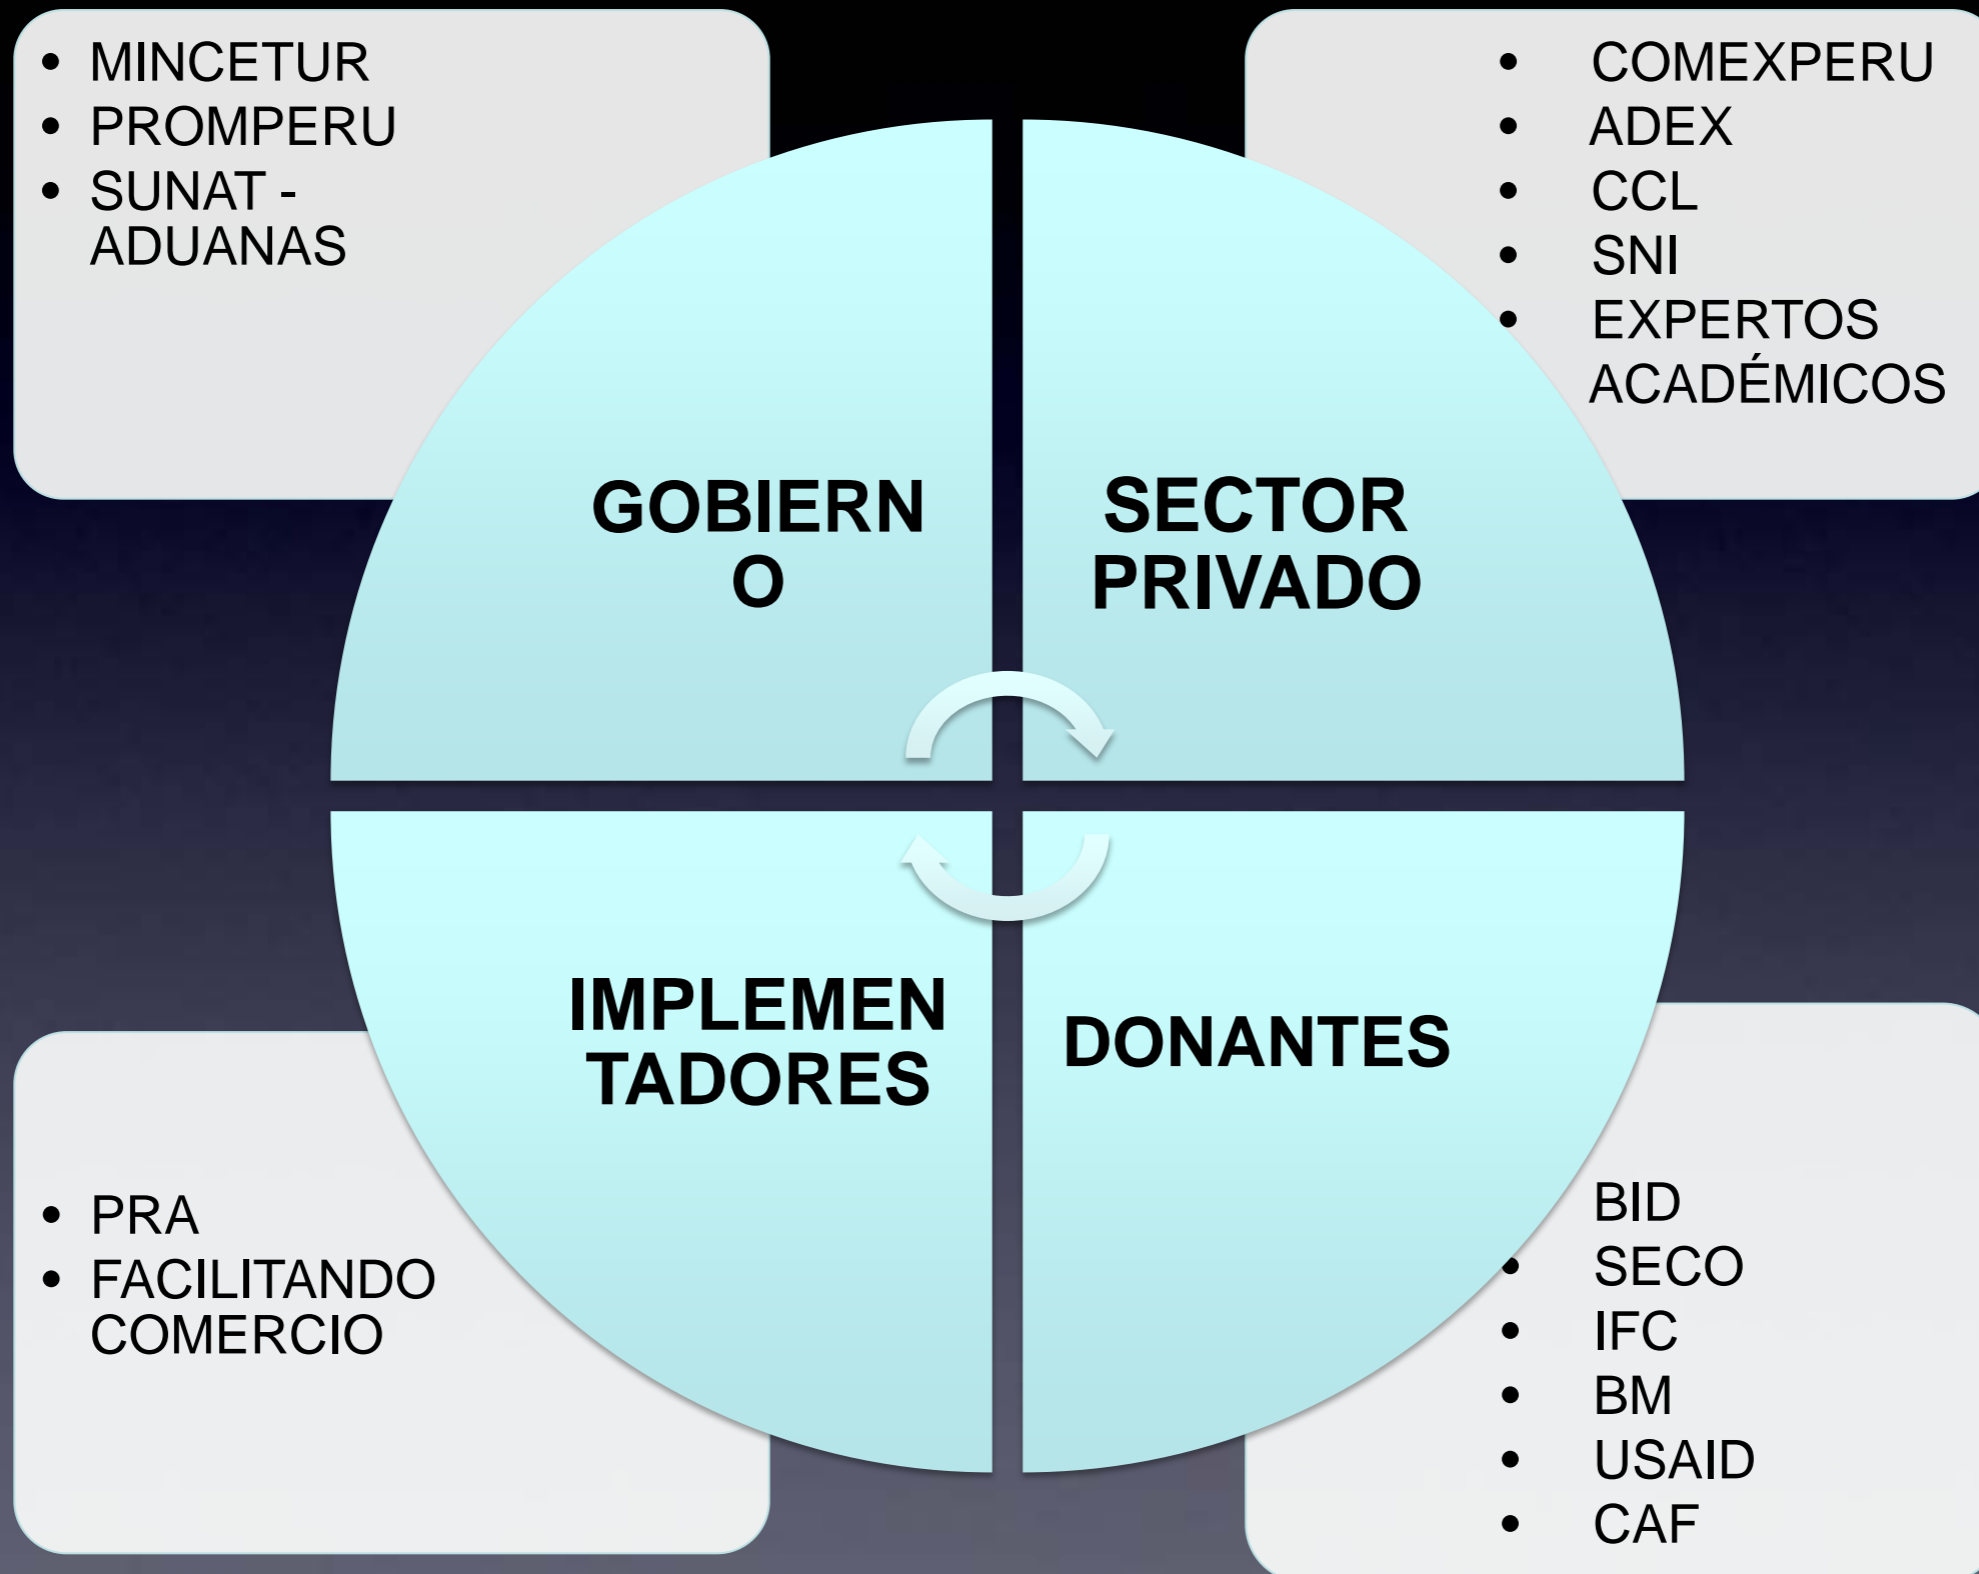 • MINCETUR
• PROMPERU
• SUNAT -
ADUANAS
• COMEXPERU
• ADEX
• CCL
• SNI
• EXPERTOS
ACADÉMICOS
GOBIERN
O
SECTOR
PRIVADO
IMPLEMEN
TADORES
DONANTES
• PRA
• FACILITANDO
COMERCIO
BID
• SECO
• IFC
• BM
• USAID
• CAF